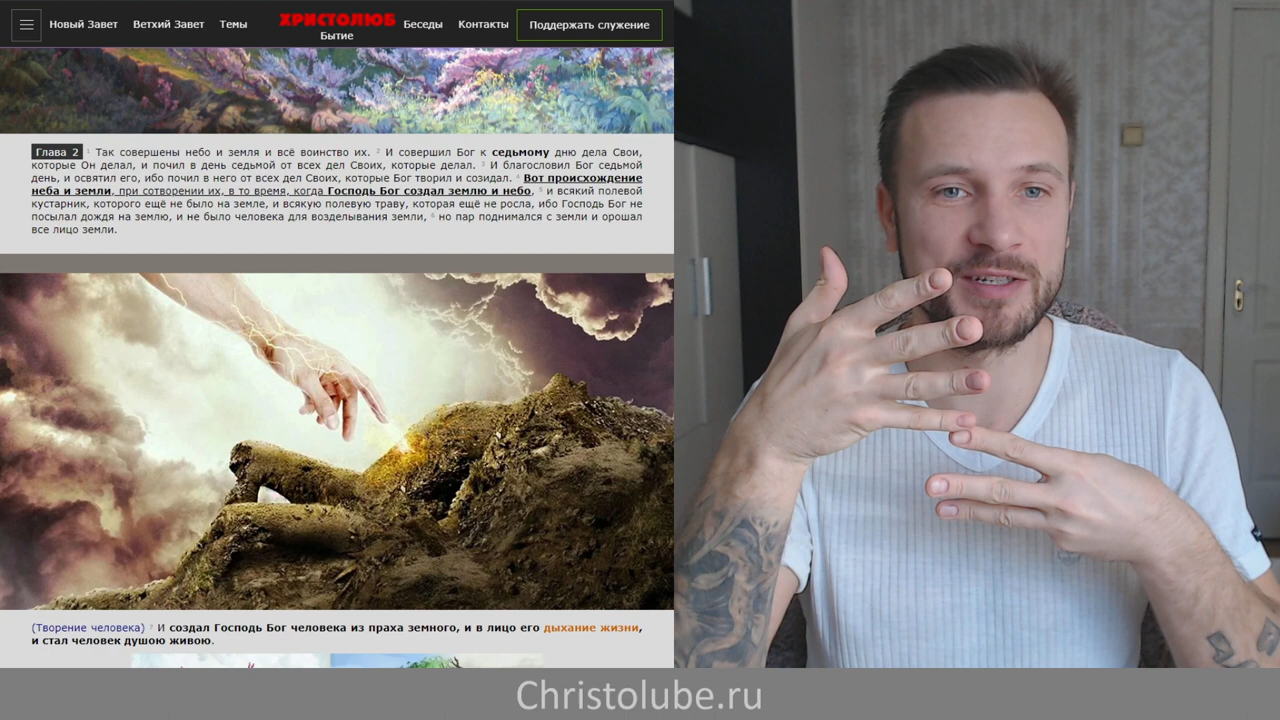 Новый Завет Ветхий Завет Темы ХРИСТОЛЮБ Беседы Контакты Поддержать служение
Бытие
Глава 2 1 Так совершены небо и земля и всё воинство их. 2 И совершил Бог к седьмому дню дела Свои,
которые Он делал, и почил в день седьмой от всех дел Своих, которые делал. 3 И благословил Бог седьмой
день, и освятил его, ибо почил в него от всех дел Своих, которые Бог творил и созидал. 4 Вот происхождение
неба и земли, при сотворении их, в то время, когда Господь Бог создал землю и небо, 5 и всякий полевой
кустарник, которого ещё не было на земле, и всякую полевую траву, которая ещё не росла, ибо Господь Бог не
посылал дождя на землю, и не было человека для возделывания земли, 6 но пар поднимался с земли и орошал
все лицо земли.
(Творение человека) 7 И создал Господь Бог человека из праха земного, и в лицо его дыхание жизни,
и стал человек душою живою.
Christolube.ru